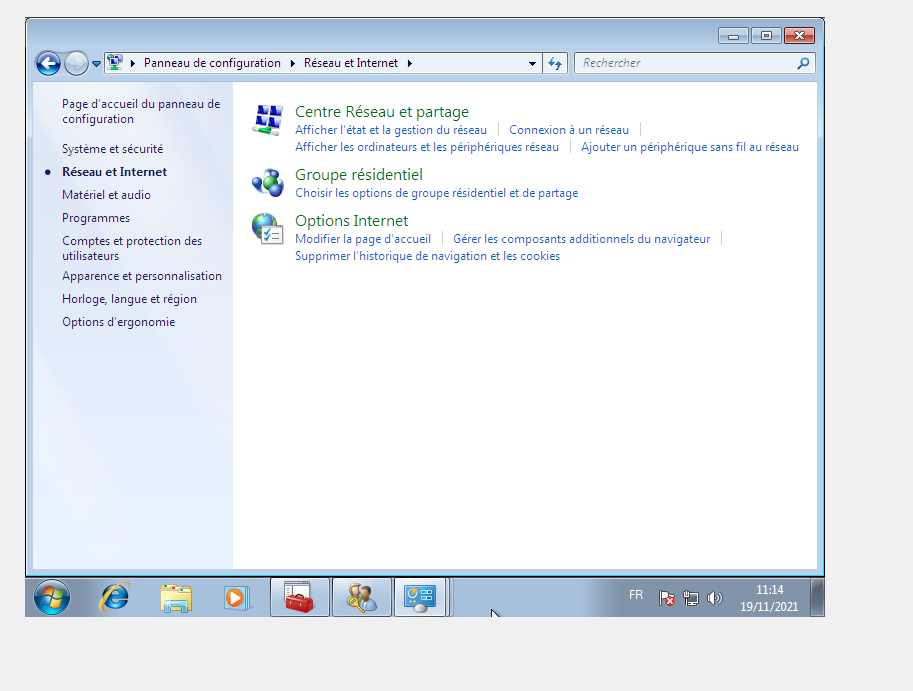 Panneau de configuration Réseau et Internet Rechercher
Page d'accueil du panneau de
configuration
Système et sécurité
Réseau et Internet
Matériel et audio
Programmes
Comptes et protection des
utilisateurs
Apparence et personnalisation
Horloge, langue et région
Options d'ergonomie
Centre Réseau et partage
Afficher l'état et la gestion du réseau Connexion à un réseau
Afficher les ordinateurs et les périphériques réseau Ajouter un périphérique sans fil au réseau
Groupe résidentiel
Choisir les options de groupe résidentiel et de partage
Options Internet
Modifier la page d'accueil Gérer les composants additionnels du navigateur
Supprimer l'historique de navigation et les cookies
FR
11:14
19/11/2021